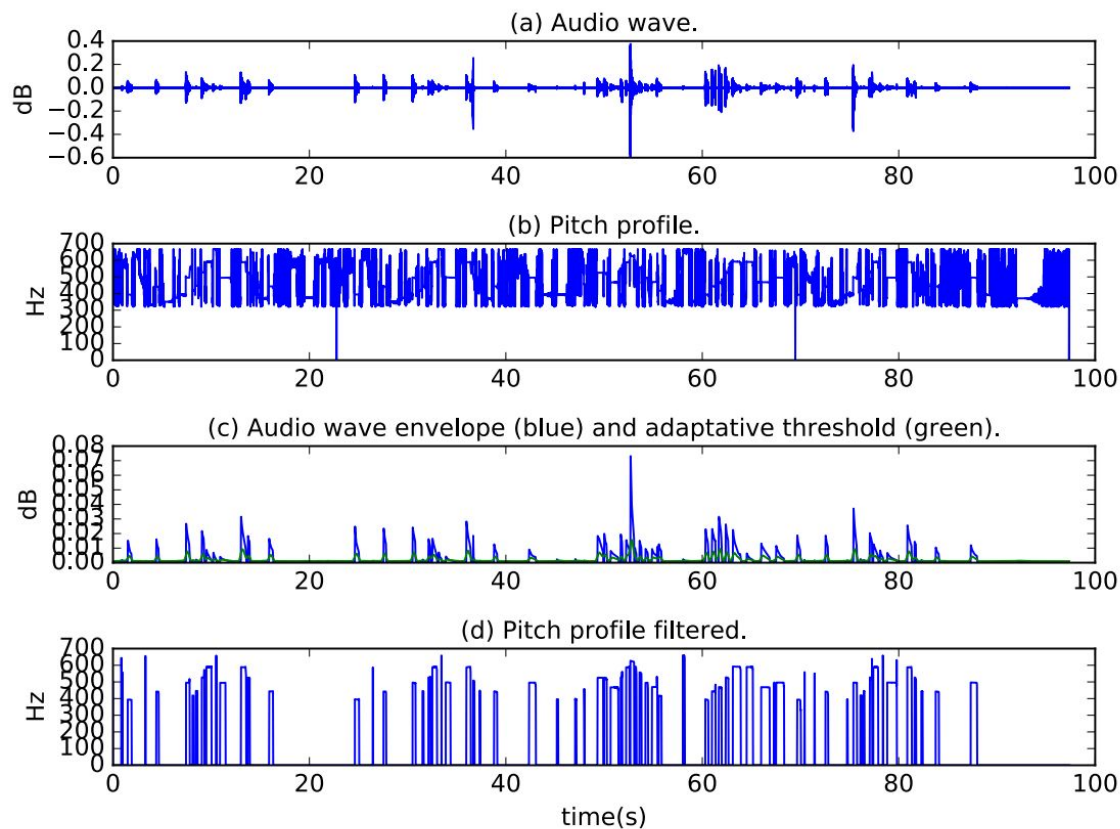 (a) Audio wave.
0.4
0.2
0.0
−0.2
−0.4
−0.6
dB
0 20 40 60 80 100
(b) Pitch profile.
700
600
500
400
300
200
100
0
Hz
0 20 40 60 80 100
(c) Audio wave envelope (blue) and adaptative threshold (green).
0.08
0.07
0.06
0.05
0.04
0.03
0.02
0.01
0.00
dB
0 20 40 60 80 100
(d) Pitch profile filtered.
700
600
500
400
300
200
100
0
Hz
0 20 40 60 80 100
time(s)